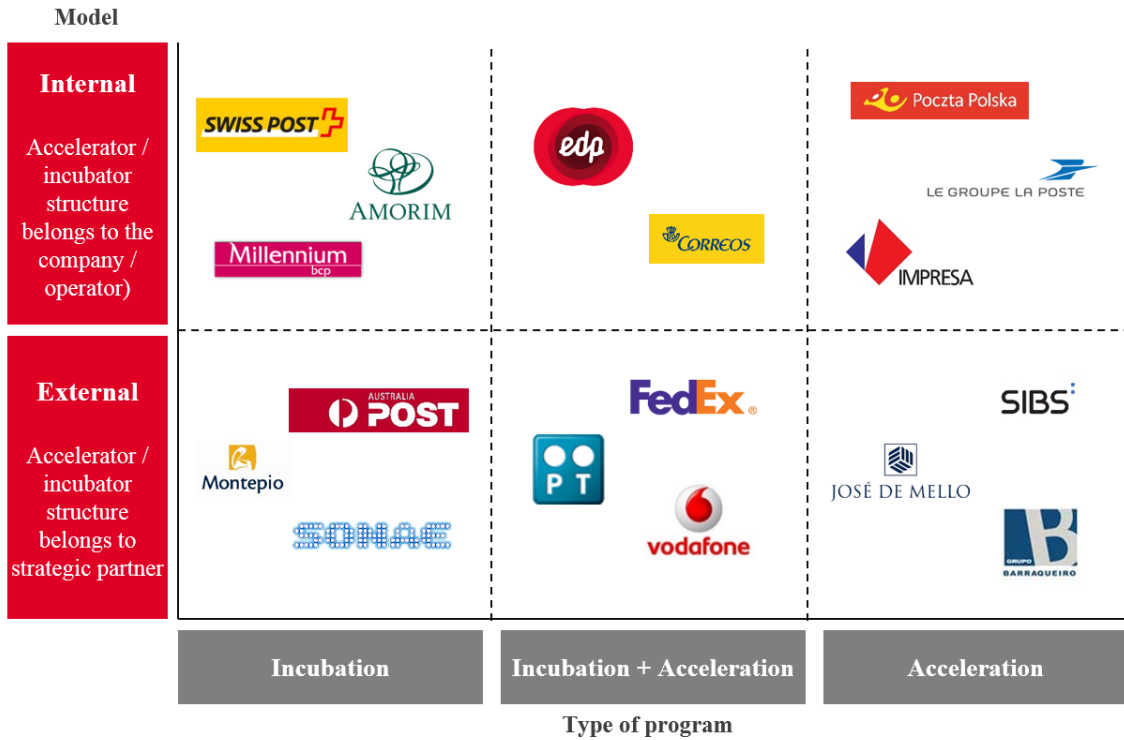 Model
Internal
Accelerator /
incubator
structure
belongs to the
company /
operator)
SWISS POST
AMORIM
Millennium
bcp
edp
CORREOS
Poczta Polska
LE GROUPE LA POSTE
IMPRESA
External
Accelerator /
incubator
structure
belongs to
strategic partner
AUSTRALIA
POST
Montepio
SONAE
FedEx®
PT
vodafone
SIBS
JOSÉ DE MELLO
B
GRUPO
BARRAQUEIRO
Incubation
Incubation + Acceleration
Acceleration
Type of program